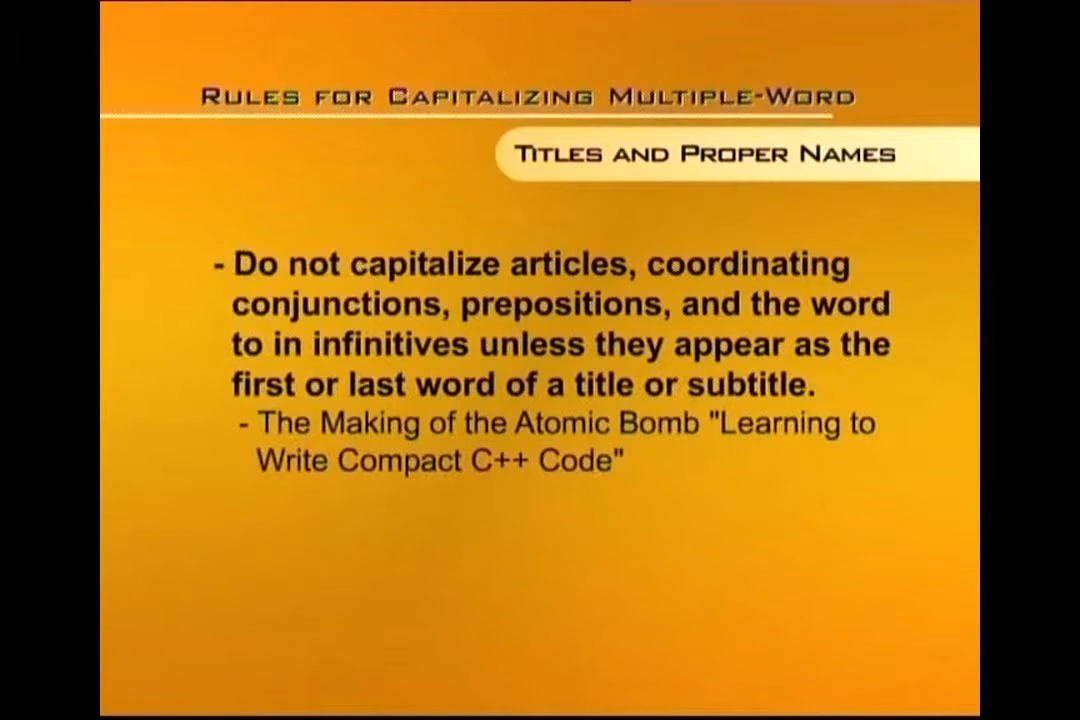 Rules for Capitalizing Multiple-Word
Titles and Proper Names
- Do not capitalize articles, coordinating
conjunctions, prepositions, and the word
to in infinitives unless they appear as the
first or last word of a title or subtitle.
- The Making of the Atomic Bomb "Learning to
Write Compact C++ Code"